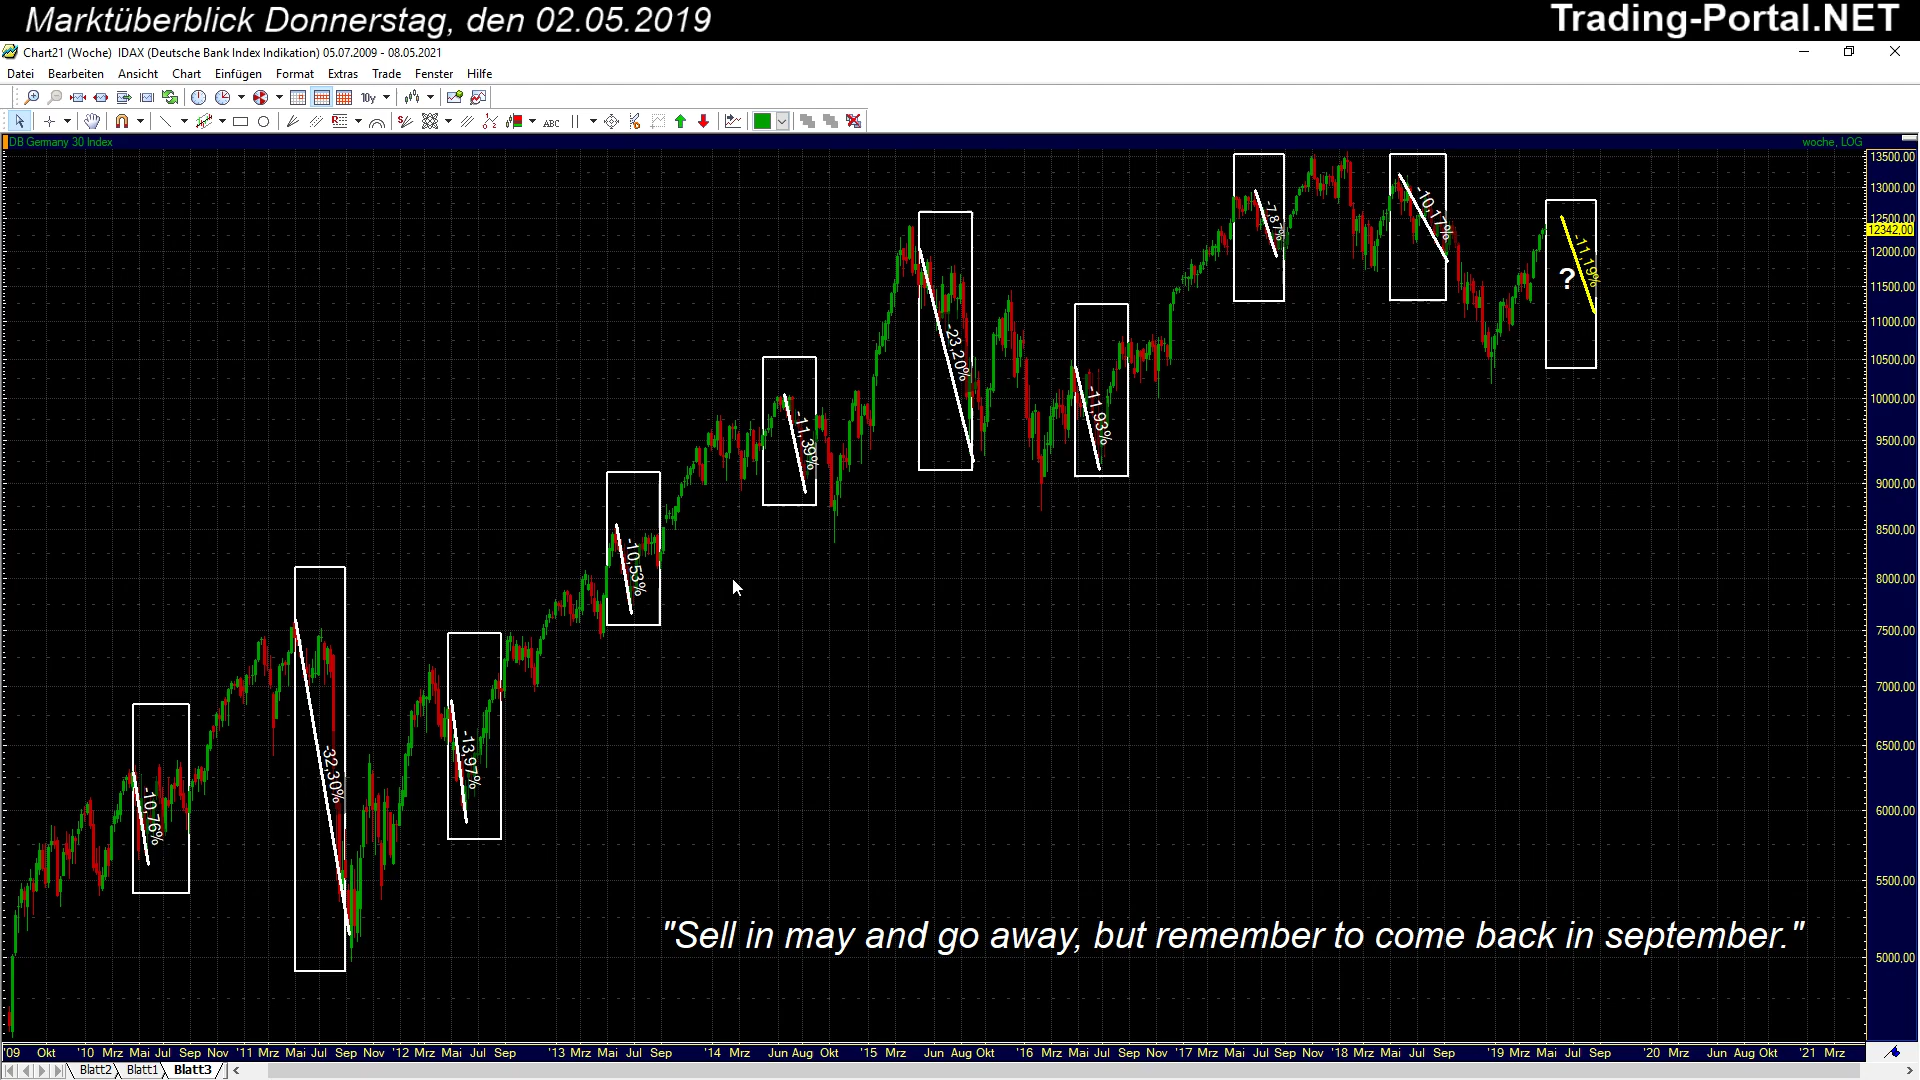 Marktüberblick Donnerstag, den 02.05.2019
Trading-Portal.NET
Chart21 (Woche) IDAX (Deutsche Bank Index Indikation) 05.07.2009 - 08.05.2021
Datei Bearbeiten Ansicht Chart Einfügen Format Extras Trade Fenster Hilfe
10y
ABC
DB Germany 30 Index
woche, LOG
13500,00
13000,00
12500,00
12342,00
12000,00
11500,00
11000,00
10500,00
10000,00
9500,00
9000,00
8500,00
8000,00
7500,00
7000,00
6500,00
6000,00
5500,00
5000,00
-10,76%
-32,30%
-13,97%
-10,53%
-11,39%
-23,20%
-11,93%
-7,87%
-10,17%
-11,19%
?
"Sell in may and go away, but remember to come back in september."
'09 Okt '10 Mrz Mai Jul Sep Nov '11 Mrz Mai Jul Sep Nov '12 Mrz Mai Jul Sep '13 Mrz Mai Jul Sep '14 Mrz Jun Aug Okt '15 Mrz Jun Aug Okt '16 Mrz Mai Jul Sep Nov '17 Mrz Mai Jul Sep Nov '18 Mrz Mai Jul Sep '19 Mrz Mai Jul Sep '20 Mrz Jun Aug Okt '21 Mrz
Blatt2 Blatt1 Blatt3